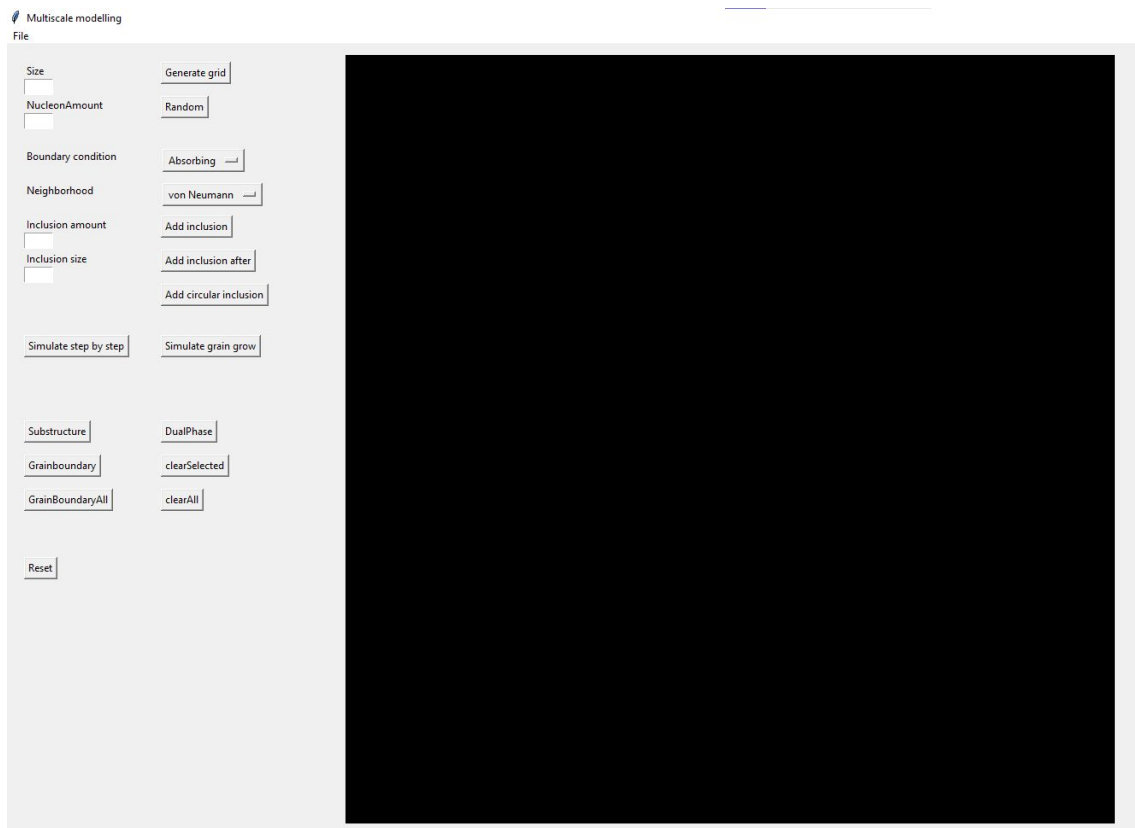 Multiscale modelling
File
Size
Generate grid
NucleonAmount
Random
Boundary condition
Absorbing
Neighborhood
von Neumann
Inclusion amount
Add inclusion
Inclusion size
Add inclusion after
Add circular inclusion
Simulate step by step
Simulate grain grow
Substructure
DualPhase
Grainboundary
clearSelected
GrainBoundaryAll
clearAll
Reset